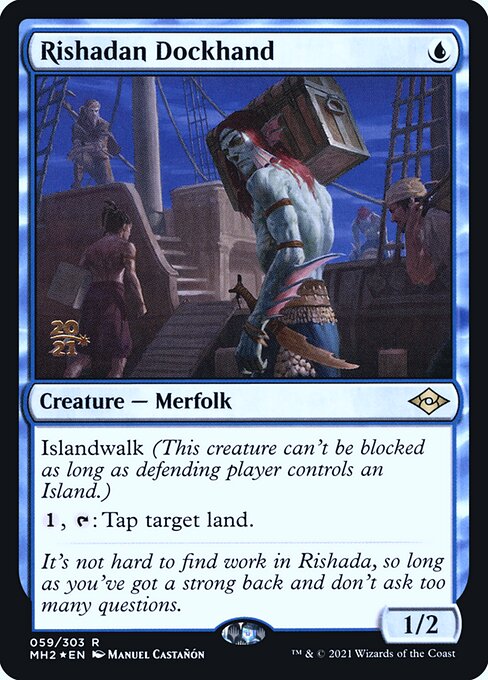 Rishadan Dockhand
20
21
Creature — Merfolk
Islandwalk (This creature can't be blocked
as long as defending player controls an
Island.)
1, : Tap target land.
It's not hard to find work in Rishada, so long
as you've got a strong back and don't ask too
many questions.
1/2
059/303 R
MH2 ★ EN Manuel Castañón
™ & © 2021 Wizards of the Coast